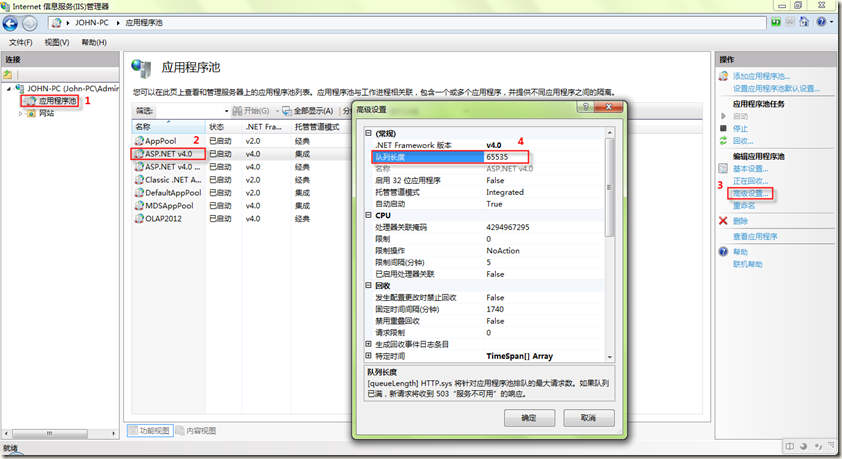 Internet 信息服务(IIS)管理器
JOHN-PC
应用程序池
文件(F) 视图(V) 帮助(H)
连接
JOHN-PC (John-PC\Admin
应用程序池 1
网站
应用程序池
您可以在此页上查看和管理服务器上的应用程序池列表。应用程序池与工作进程相关联，包含一个或多个应用程序，并提供不同应用程序之间的隔离。
筛选: 开始(G) 全部显示(A)
名称 状态 .NET Fra... 托管管道模式
2
AppPool 已启动 v2.0 经典
ASP.NET v4.0 已启动 v4.0 集成
ASP.NET v4.0 ... 已启动 v4.0 经典
Classic .NET A... 已启动 v2.0 经典
DefaultAppPool 已启动 v4.0 集成
MDSAppPool 已启动 v4.0 集成
OLAP2012 已启动 v4.0 经典
功能视图 内容视图
就绪
高级设置
(常规) 4
.NET Framework 版本 v4.0
队列长度 65535
名称 ASP.NET v4.0
启用 32 位应用程序 False
托管管道模式 Integrated
自动启动 True
CPU
处理器关联掩码 4294967295
限制 0
限制操作 NoAction
限制间隔(分钟) 5
已启用处理器关联 False
回收
发生配置更改时禁止回收 False
固定时间间隔(分钟) 1740
禁用重叠回收 False
请求限制 0
生成回收事件日志条目
特定时间 TimeSpan[] Array
队列长度
[queueLength] HTTP.sys 将针对应用程序池排队的最大请求数。如果队列
已满，新请求将收到 503“服务不可用”的响应。
确定 取消
操作
添加应用程序池...
设置应用程序池默认设置...
应用程序池任务
启动
停止
回收...
编辑应用程序池
基本设置...
正在回收...
3 高级设置...
重命名
删除
查看应用程序
帮助
联机帮助